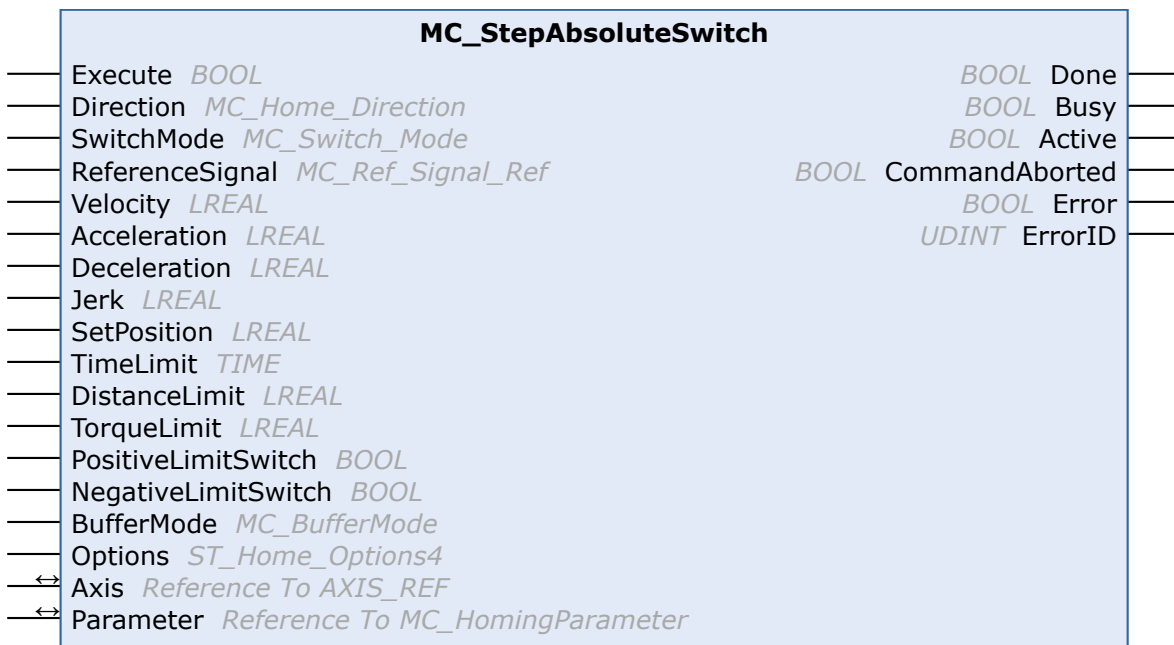 MC_StepAbsoluteSwitch
Execute BOOL BOOL Done
Direction MC_Home_Direction BOOL Busy
SwitchMode MC_Switch_Mode BOOL Active
ReferenceSignal MC_Ref_Signal_Ref BOOL CommandAborted
Velocity LREAL BOOL Error
Acceleration LREAL UDINT ErrorID
Deceleration LREAL
Jerk LREAL
SetPosition LREAL
TimeLimit TIME
DistanceLimit LREAL
TorqueLimit LREAL
PositiveLimitSwitch BOOL
NegativeLimitSwitch BOOL
BufferMode MC_BufferMode
Options ST_Home_Options4
↔ Axis Reference To AXIS_REF
↔ Parameter Reference To MC_HomingParameter